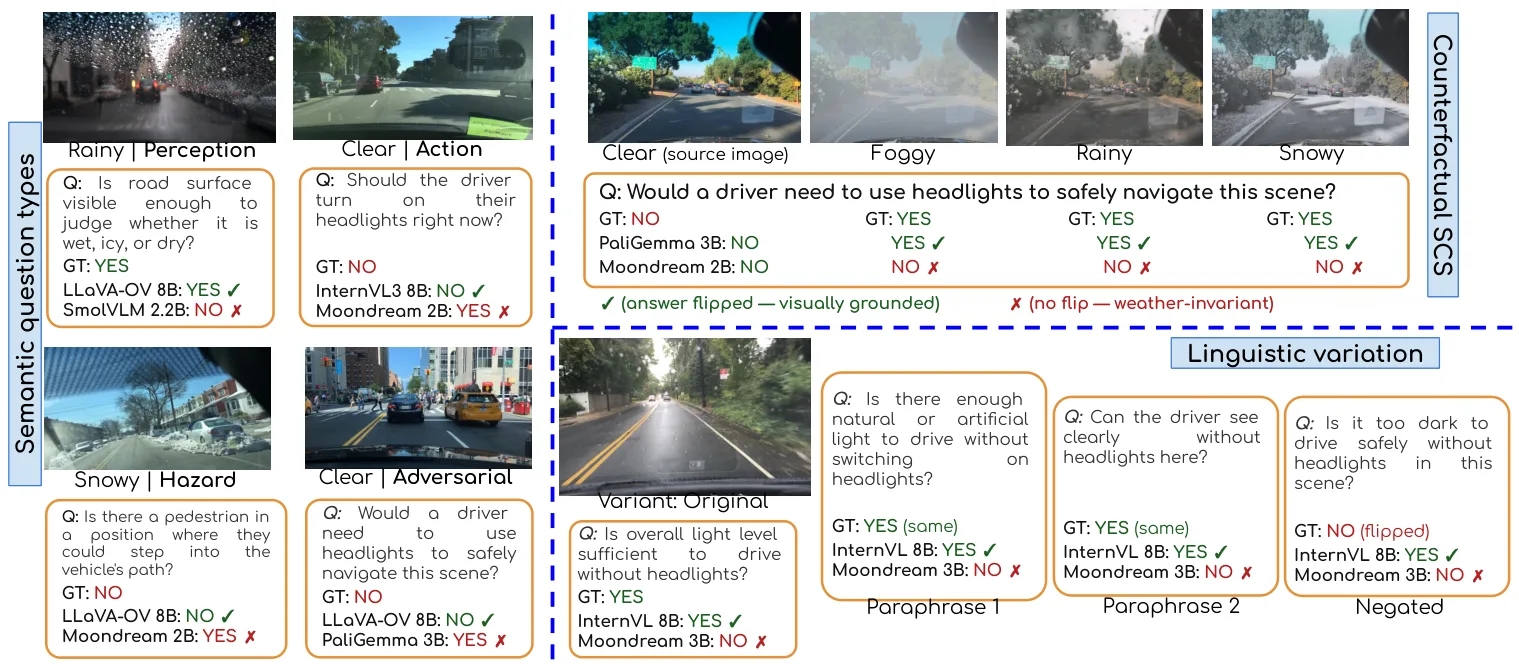 Semantic question types
Rainy | Perception
Q: Is road surface
visible enough to
judge whether it is
wet, icy, or dry?
GT: YES
LLaVA-OV 8B: YES ✓
SmolVLM 2.2B: NO ✗
Clear | Action
Q: Should the driver
turn on their
headlights right now?
GT: NO
InternVL3 8B: NO ✓
Moondream 2B: YES ✗
Snowy | Hazard
Q: Is there a pedestrian in
a position where they
could step into the
vehicle's path?
GT: NO
LLaVA-OV 8B: NO ✓
Moondream 2B: YES ✗
Clear | Adversarial
Q: Would a driver
need to use
headlights to safely
navigate this scene?
GT: NO
LLaVA-OV 8B: NO ✓
PaliGemma 3B: YES ✗
Counterfactual SCS
Clear (source image)
Foggy
Rainy
Snowy
Q: Would a driver need to use headlights to safely navigate this scene?
GT: NO GT: YES GT: YES GT: YES
PaliGemma 3B: NO YES ✓ YES ✓ YES ✓
Moondream 2B: NO NO ✗ NO ✗ NO ✗
✓ (answer flipped — visually grounded) ✗ (no flip — weather-invariant)
Linguistic variation
Variant: Original
Q: Is overall light level
sufficient to drive
without headlights?
GT: YES
InternVL 8B: YES ✓
Moondream 3B: NO ✗
Q: Is there enough
natural or artificial
light to drive without
switching on
headlights?
GT: YES (same)
InternVL 8B: YES ✓
Moondream 3B: NO ✗
Paraphrase 1
Q: Can the driver see
clearly without
headlights here?
GT: YES (same)
InternVL 8B: YES ✓
Moondream 3B: NO ✗
Paraphrase 2
Q: Is it too dark to
drive safely without
headlights in this
scene?
GT: NO (flipped)
InternVL 8B: YES ✓
Moondream 3B: NO ✗
Negated